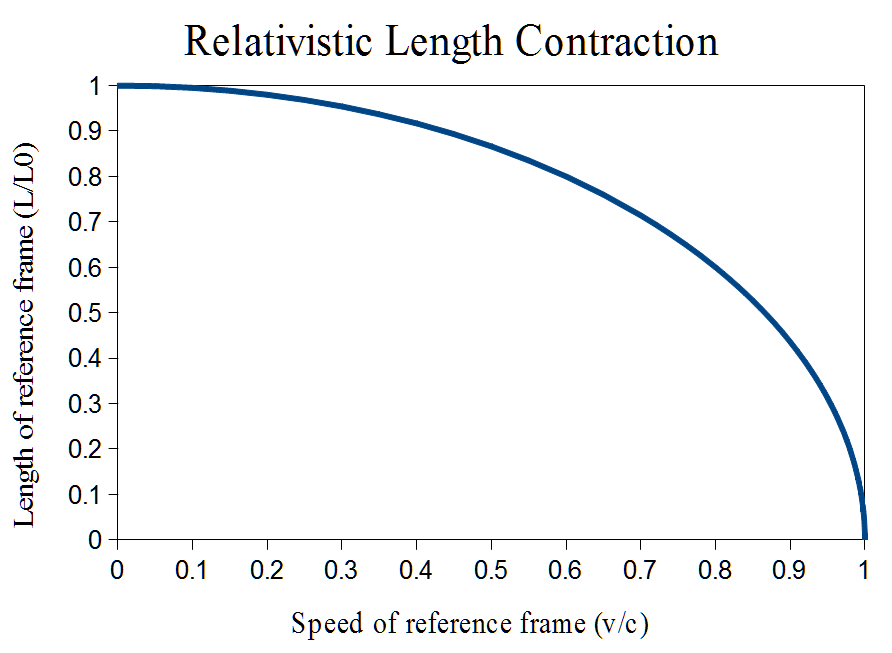 Relativistic Length Contraction
Length of reference frame (L/L0)
1
0.9
0.8
0.7
0.6
0.5
0.4
0.3
0.2
0.1
0
0 0.1 0.2 0.3 0.4 0.5 0.6 0.7 0.8 0.9 1
Speed of reference frame (v/c)